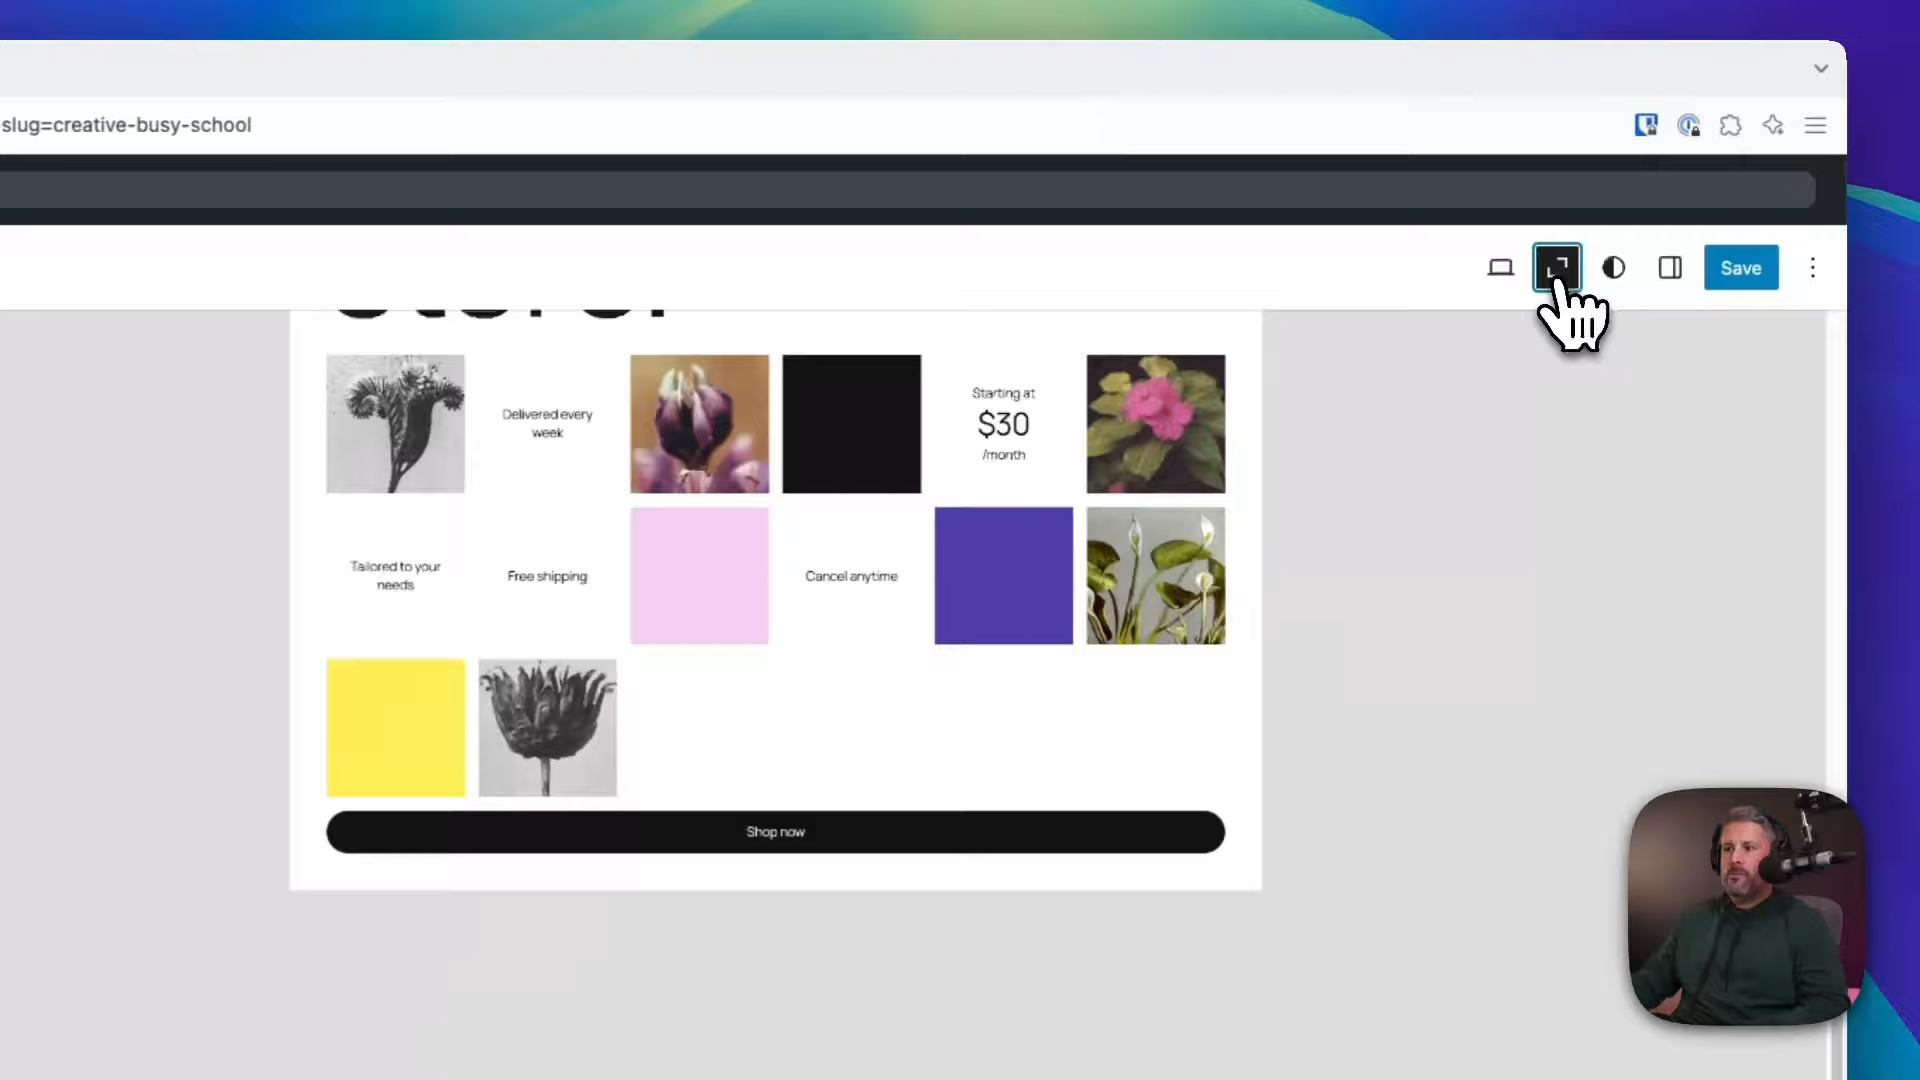 slug=creative-busy-school
Save
Delivered every
week
Starting at
$30
/month
Tailored to your
needs
Free shipping
Cancel anytime
Shop now